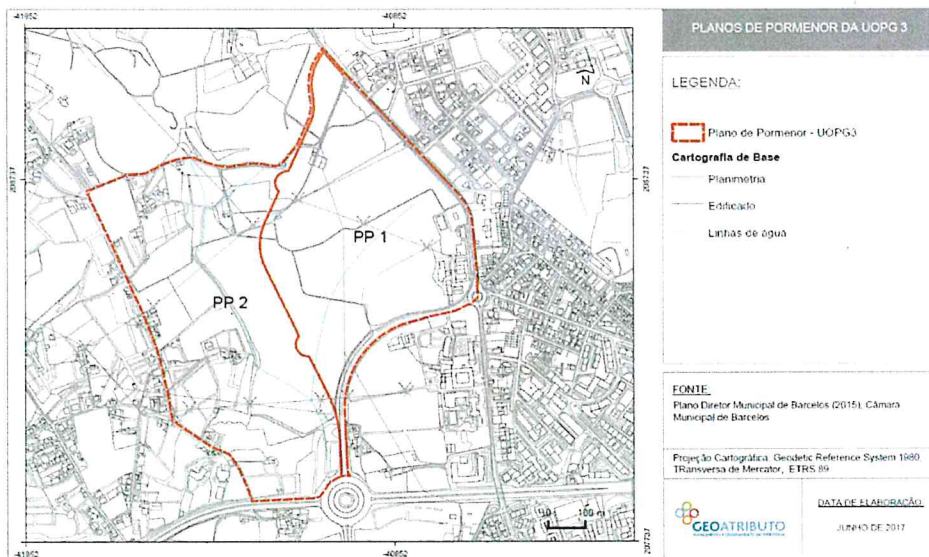 -41852
40852
PLANOS DE PORMENOR DA UOPG 3
LEGENDA:
Plano de Pormenor - UOPG3
Cartografia de Base
Planimetria
Edificado
Linhas de água
N
PP 1
PP 2
0 100 m
-41852
-40852
FONTE:
Plano Diretor Municipal de Barcelos (2015), Câmara
Municipal de Barcelos
Projeção Cartográfica: Geodetic Reference System 1980,
TRansversa de Mercator, ETRS 89
GEOATRIBUTO
DATA DE ELABORAÇÃO:
JUNHO DE 2017